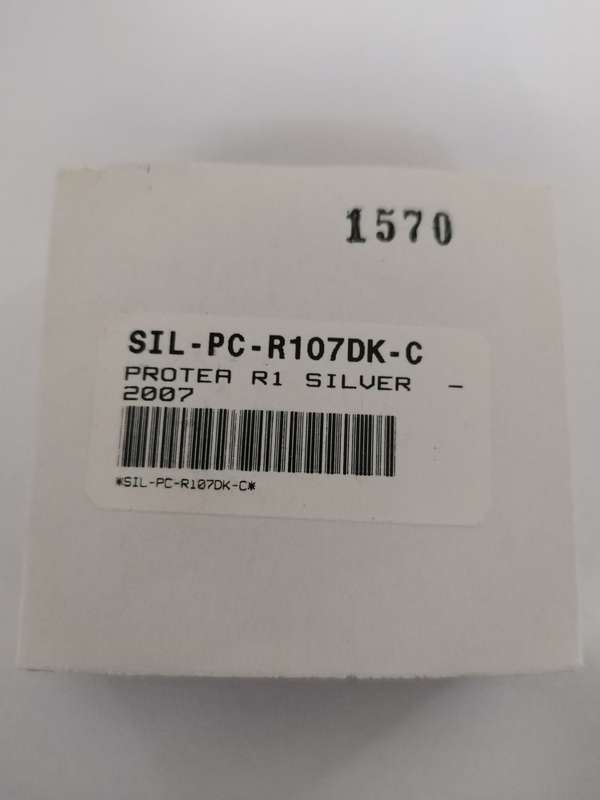 1570
SIL-PC-R107DK-C
PROTEA R1 SILVER -
2007
*SIL-PC-R107DK-C*